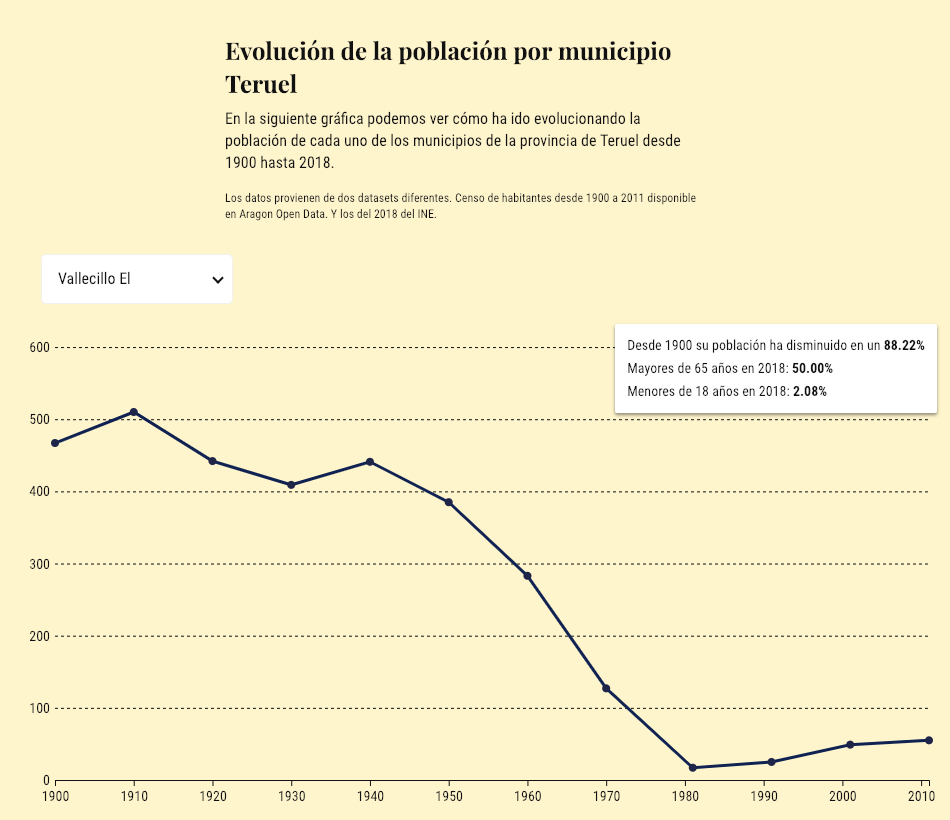 Evolución de la población por municipio
Teruel
En la siguiente gráfica podemos ver cómo ha ido evolucionando la
población de cada uno de los municipios de la provincia de Teruel desde
1900 hasta 2018.
Los datos provienen de dos datasets diferentes. Censo de habitantes desde 1900 a 2011 disponible
en Aragon Open Data. Y los del 2018 del INE.
Vallecillo El
Desde 1900 su población ha disminuido en un 88.22%
Mayores de 65 años en 2018: 50.00%
Menores de 18 años en 2018: 2.08%
600
500
400
300
200
100
0
1900 1910 1920 1930 1940 1950 1960 1970 1980 1990 2000 2010